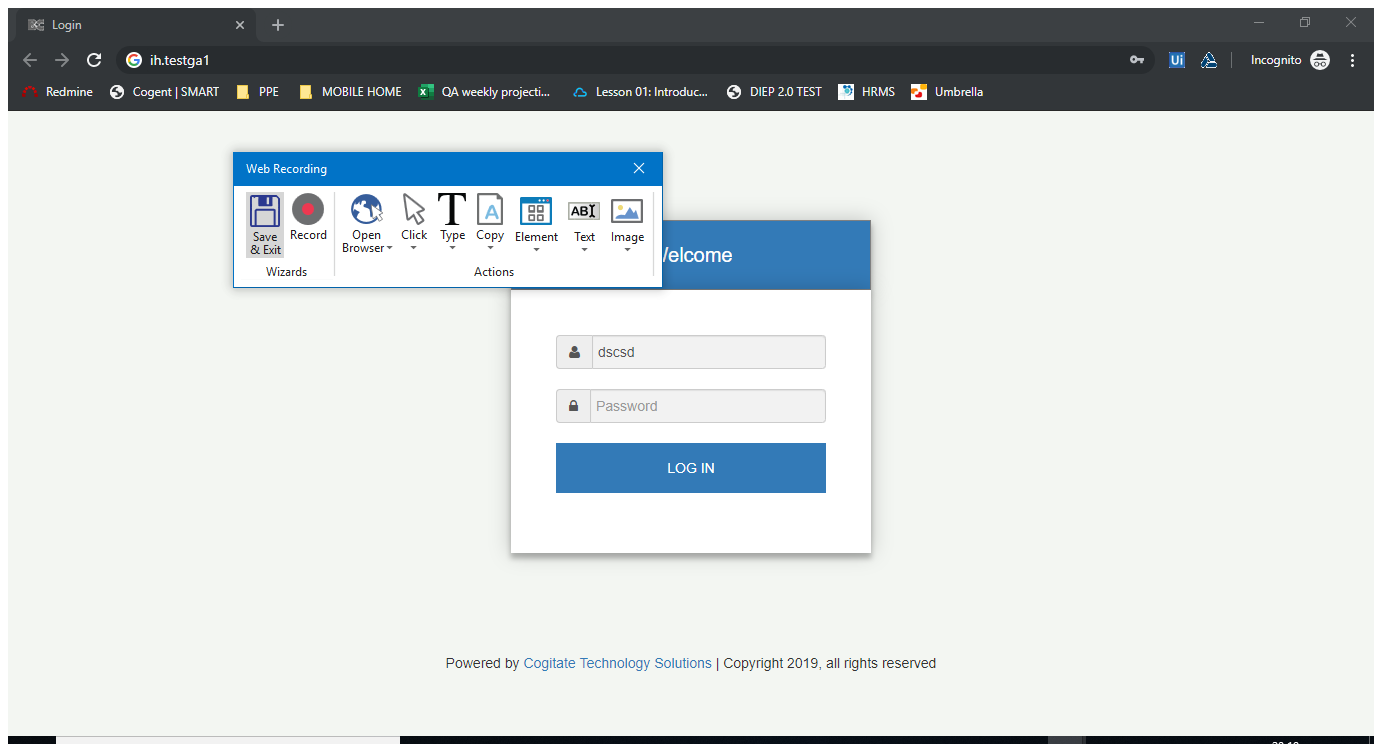 Login
ih.testga1
Incognito
Redmine
Cogent | SMART
PPE
MOBILE HOME
QA weekly projecti...
Lesson 01: Introduc...
DIEP 2.0 TEST
HRMS
Umbrella
Ui
Web Recording
Save & Exit
Record
Open Browser
Click
Type
Copy
Element
Text
Image
Wizards
Actions
elcome
dscsd
Password
LOG IN
Powered by Cogitate Technology Solutions | Copyright 2019, all rights reserved